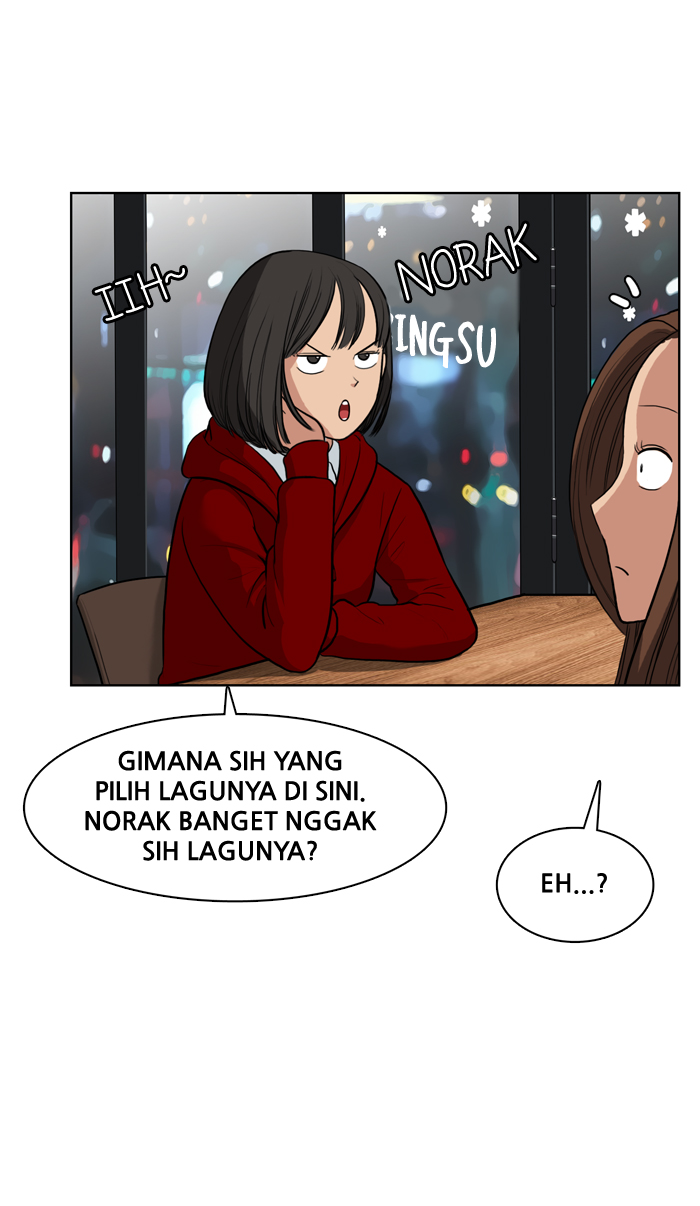 IIH~
NORAK
INGSU
GIMANA SIH YANG
PILIH LAGUNYA DI SINI.
NORAK BANGET NGGAK
SIH LAGUNYA?
EH...?